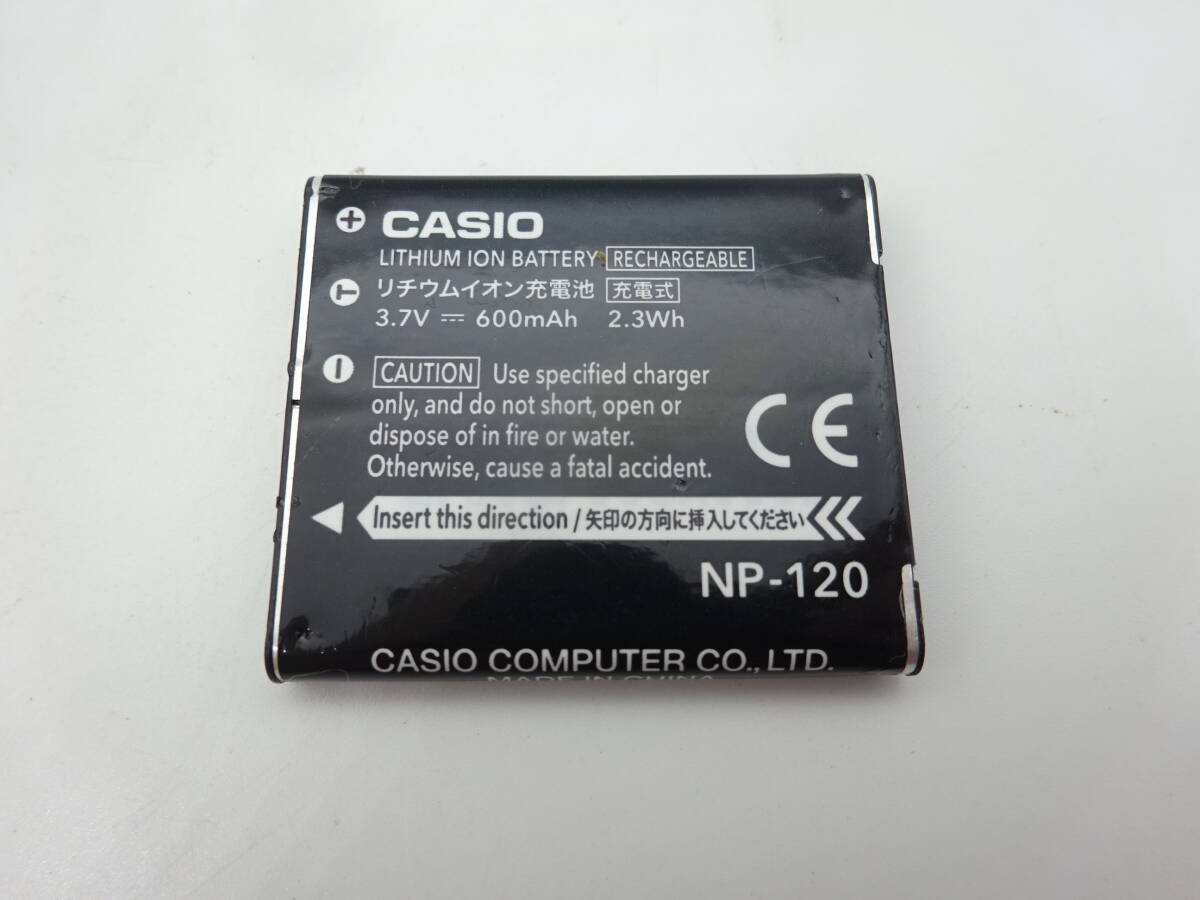 CASIO
LITHIUM ION BATTERY RECHARGEABLE
リチウムイオン充電池 充電式
3.7V ⎓ 600mAh 2.3Wh
CAUTION Use specified charger
only, and do not short, open or
dispose of in fire or water.
Otherwise, cause a fatal accident.
Insert this direction / 矢印の方向に挿入してください
CE
NP-120
CASIO COMPUTER CO., LTD.
MADE IN CHINA